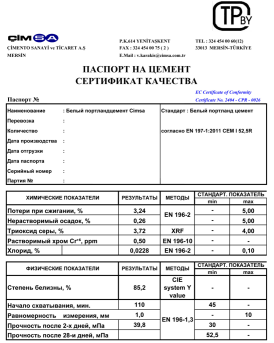 TP BY
ÇİMSA
ÇİMENTO SANAYİ ve TİCARET A.Ş
MERSİN
P.K.614 YENİTAŞKENT
FAX : 324 454 00 75 ( 2 )
E.Mail : v.karakin@cimsa.com.tr
TEL : 324 454 00 60(12)
33013 MERSİN-TÜRKİYE
ПАСПОРТ НА ЦЕМЕНТ
СЕРТИФИКАТ КАЧЕСТВА
EC Certificate of Conformity
Паспорт №
Certificate No. 2404 - CPR - 0026
Наименование : Белый портландцемент Cimsa
Стандарт : Белый портланд цемент
Перевозка :
Количество : согласно EN 197-1:2011 CEM I 52,5R
Дата производства :
Дата отгрузки :
Дата паспорта :
Серийный номер :
Партия № :
ХИМИЧЕСКИЕ ПОКАЗАТЕЛИ РЕЗУЛЬТАТЫ МЕТОДЫ СТАНДАРТ. ПОКАЗАТЕЛЬ
min max
Потери при сжигании, % 3,24 EN 196-2 - 5,00
Нерастворимый осадок, % 0,26 - 5,00
Триоксид серы, % 3,72 XRF - 4,00
Растворимый хром Cr⁺⁶, ppm 0,50 EN 196-10 - -
Хлорид, % 0,0228 EN 196-2 - 0,10
ФИЗИЧЕСКИЕ ПОКАЗАТЕЛИ РЕЗУЛЬТАТЫ МЕТОДЫ СТАНДАРТ. ПОКАЗАТЕЛЬ
min max
Степень белизны, % 85,2 CIE system Y value - -
Начало схватывания, min. 110 EN 196-1,3 45 -
Равномерность измерения, мм 1,0 - 10
Прочность после 2-х дней, мПа 39,8 30 -
Прочность после 28-и дней, мПа 52,5 -